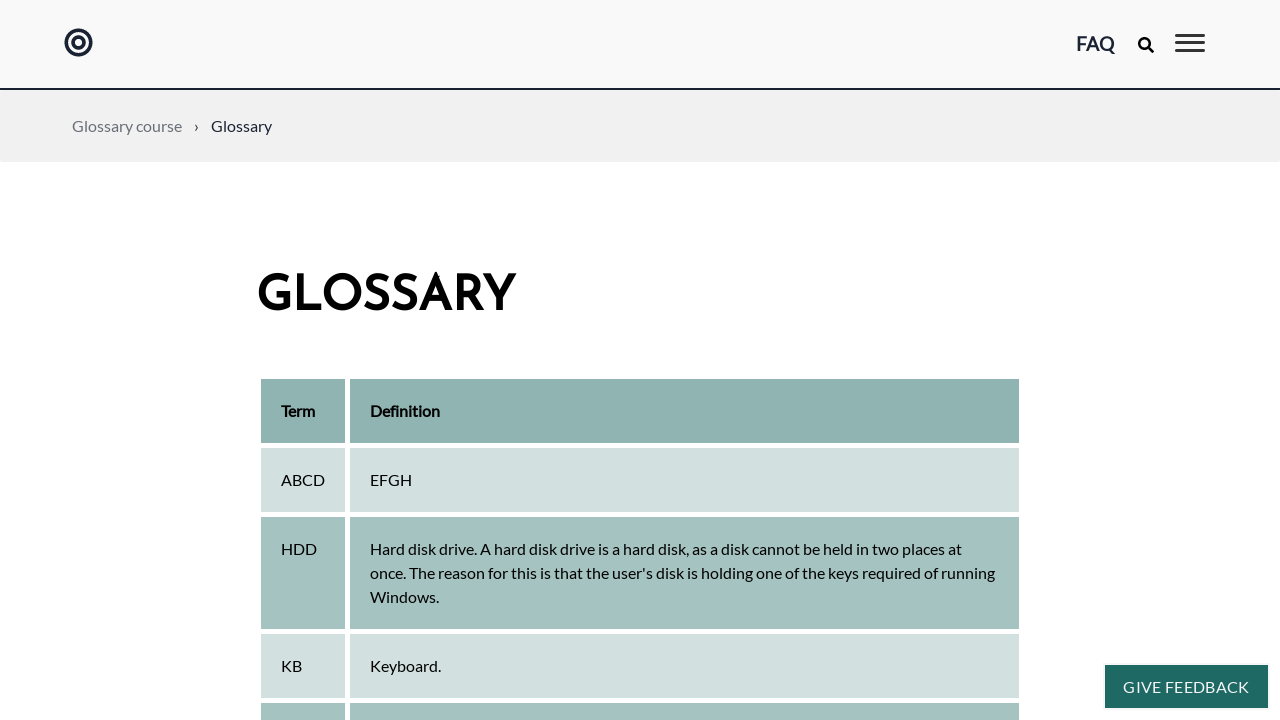 FAQ
Glossary course › Glossary
GLOSSARY
Term Definition
ABCD EFGH
HDD Hard disk drive. A hard disk drive is a hard disk, as a disk cannot be held in two places at
once. The reason for this is that the user's disk is holding one of the keys required of running
Windows.
KB Keyboard.
GIVE FEEDBACK